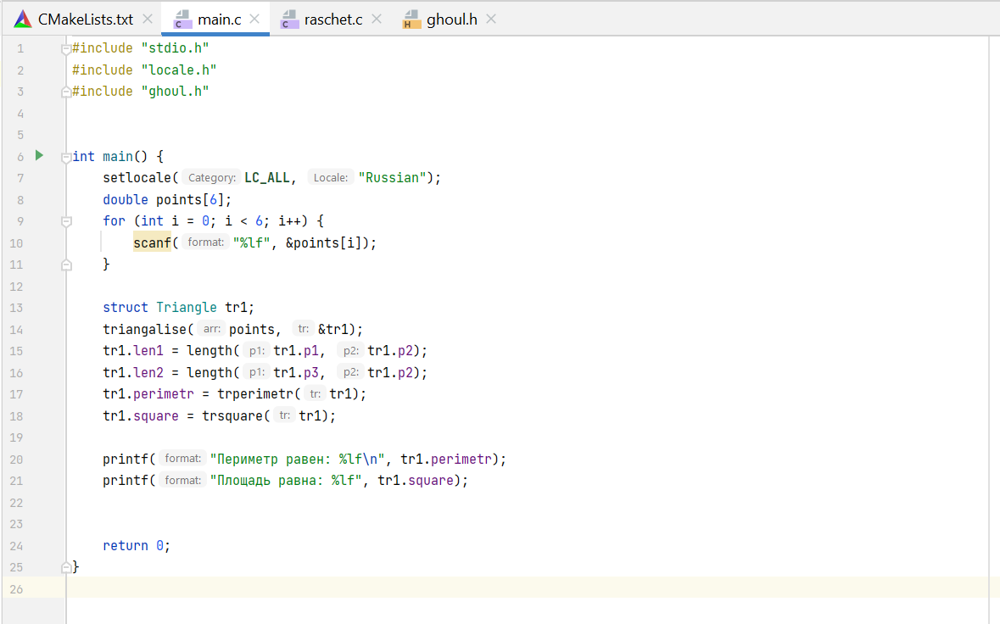 CMakeLists.txt main.c raschet.c ghoul.h
1 #include "stdio.h"
2 #include "locale.h"
3 #include "ghoul.h"
4
5
6 int main() {
7 setlocale( Category: LC_ALL, Locale: "Russian");
8 double points[6];
9 for (int i = 0; i < 6; i++) {
10 scanf( format: "%lf", &points[i]);
11 }
12
13 struct Triangle tr1;
14 triangalise( arr: points, tr: &tr1);
15 tr1.len1 = length( p1: tr1.p1, p2: tr1.p2);
16 tr1.len2 = length( p1: tr1.p3, p2: tr1.p2);
17 tr1.perimetr = trperimetr( tr: tr1);
18 tr1.square = trsquare( tr: tr1);
19
20 printf( format: "Периметр равен: %lf\n", tr1.perimetr);
21 printf( format: "Площадь равна: %lf", tr1.square);
22
23
24 return 0;
25 }
26